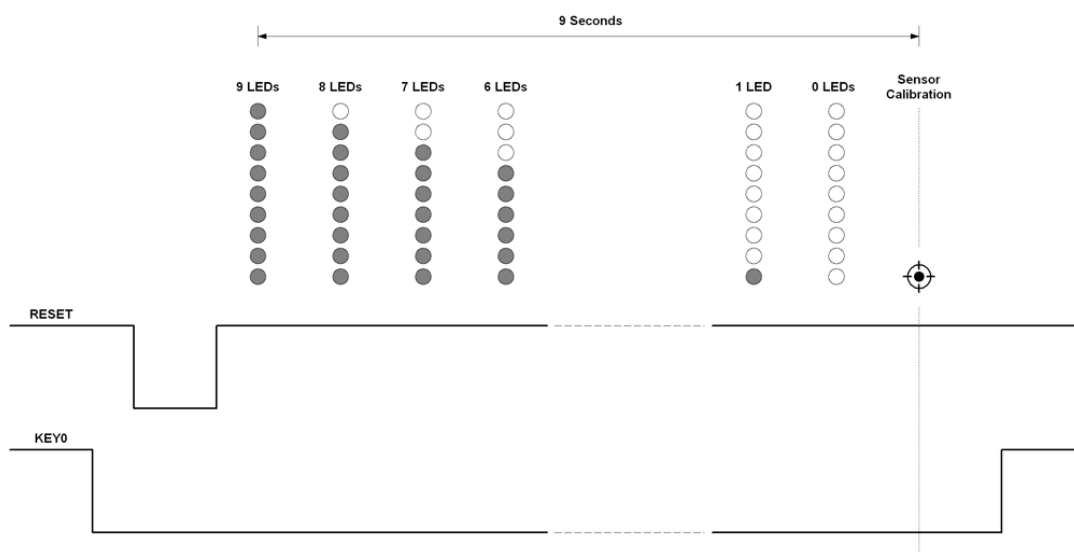 9 Seconds
9 LEDs
8 LEDs
7 LEDs
6 LEDs
1 LED
0 LEDs
Sensor
Calibration
RESET
KEY0